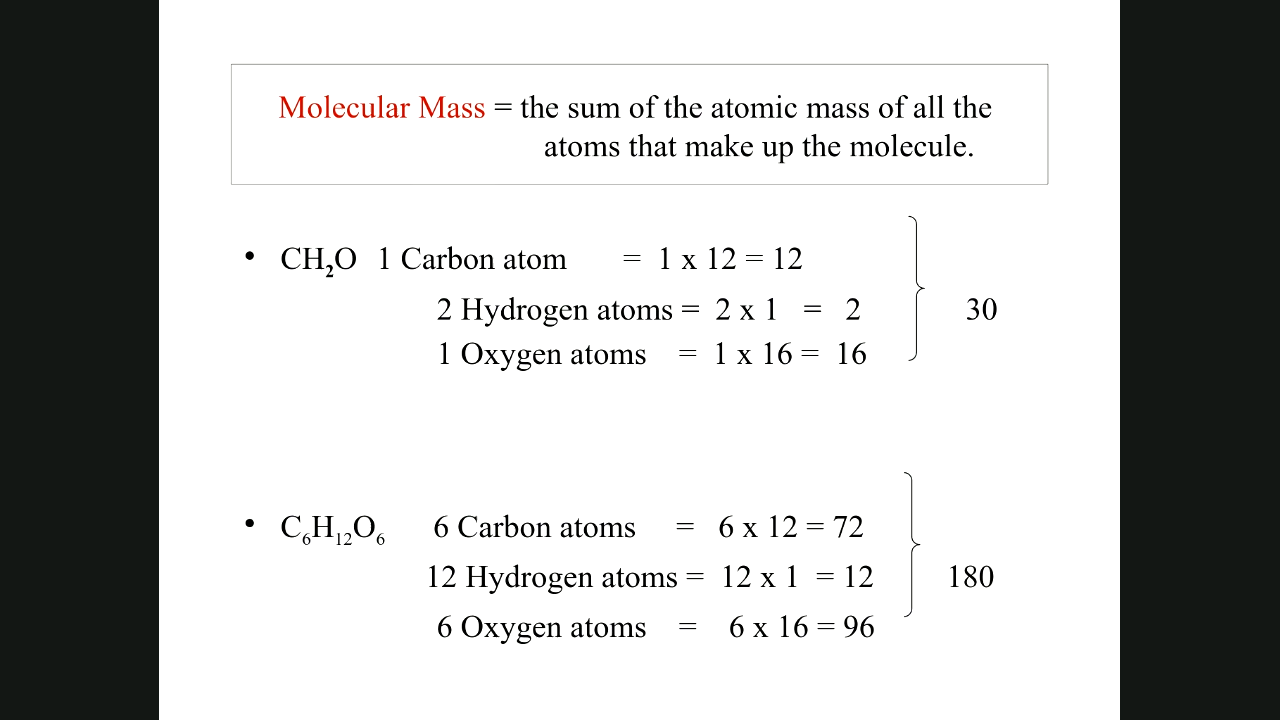 Molecular Mass = the sum of the atomic mass of all the
atoms that make up the molecule.
• CH₂O 1 Carbon atom = 1 x 12 = 12
2 Hydrogen atoms = 2 x 1 = 2 30
1 Oxygen atoms = 1 x 16 = 16
• C₆H₁₂O₆ 6 Carbon atoms = 6 x 12 = 72
12 Hydrogen atoms = 12 x 1 = 12 180
6 Oxygen atoms = 6 x 16 = 96